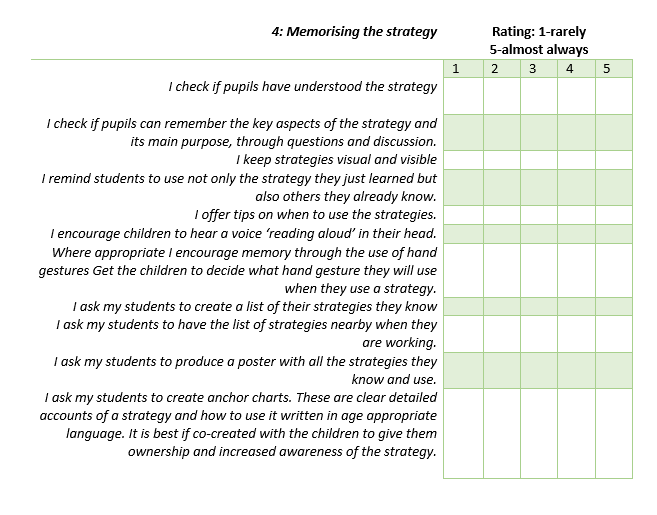 4: Memorising the strategy
Rating: 1-rarely
5-almost always
1 2 3 4 5
I check if pupils have understood the strategy
I check if pupils can remember the key aspects of the strategy and
its main purpose, through questions and discussion.
I keep strategies visual and visible
I remind students to use not only the strategy they just learned but
also others they already know.
I offer tips on when to use the strategies.
I encourage children to hear a voice ‘reading aloud’ in their head.
Where appropriate I encourage memory through the use of hand
gestures Get the children to decide what hand gesture they will use
when they use a strategy.
I ask my students to create a list of their strategies they know
I ask my students to have the list of strategies nearby when they
are working.
I ask my students to produce a poster with all the strategies they
know and use.
I ask my students to create anchor charts. These are clear detailed
accounts of a strategy and how to use it written in age appropriate
language. It is best if co-created with the children to give them
ownership and increased awareness of the strategy.